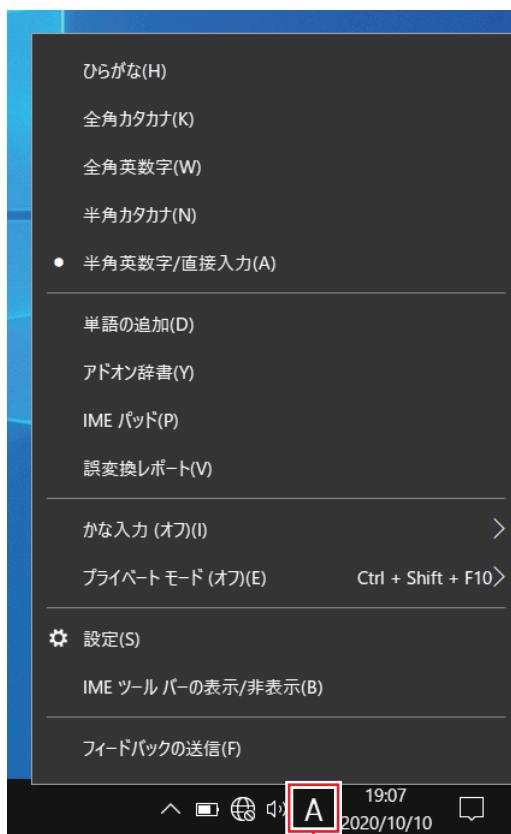 ひらがな(H)
全角カタカナ(K)
全角英数字(W)
半角カタカナ(N)
半角英数字/直接入力(A)
単語の追加(D)
アドオン辞書(Y)
IME パッド(P)
誤変換レポート(V)
かな入力 (オフ)(I)
プライベート モード (オフ)(E) Ctrl + Shift + F10
設定(S)
IME ツール バーの表示/非表示(B)
フィードバックの送信(F)
A
19:07
2020/10/10